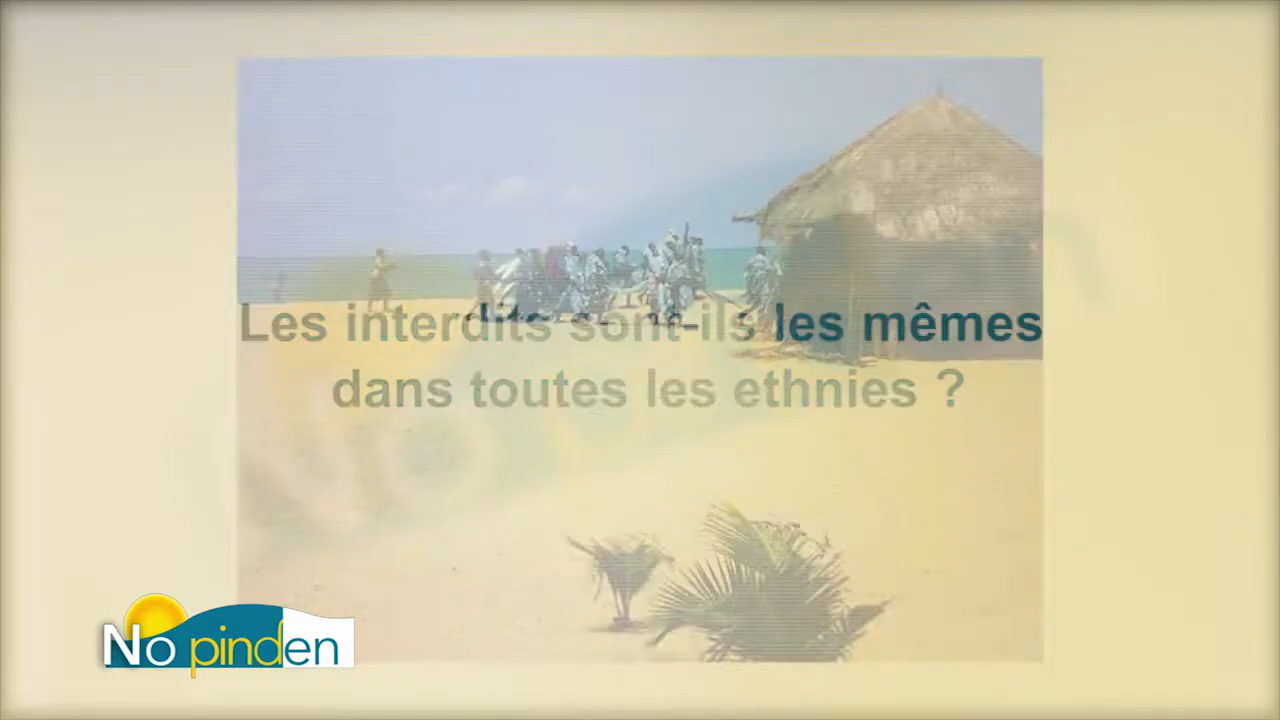 Les interdits sont-ils les mêmes
dans toutes les ethnies ?
No pinden